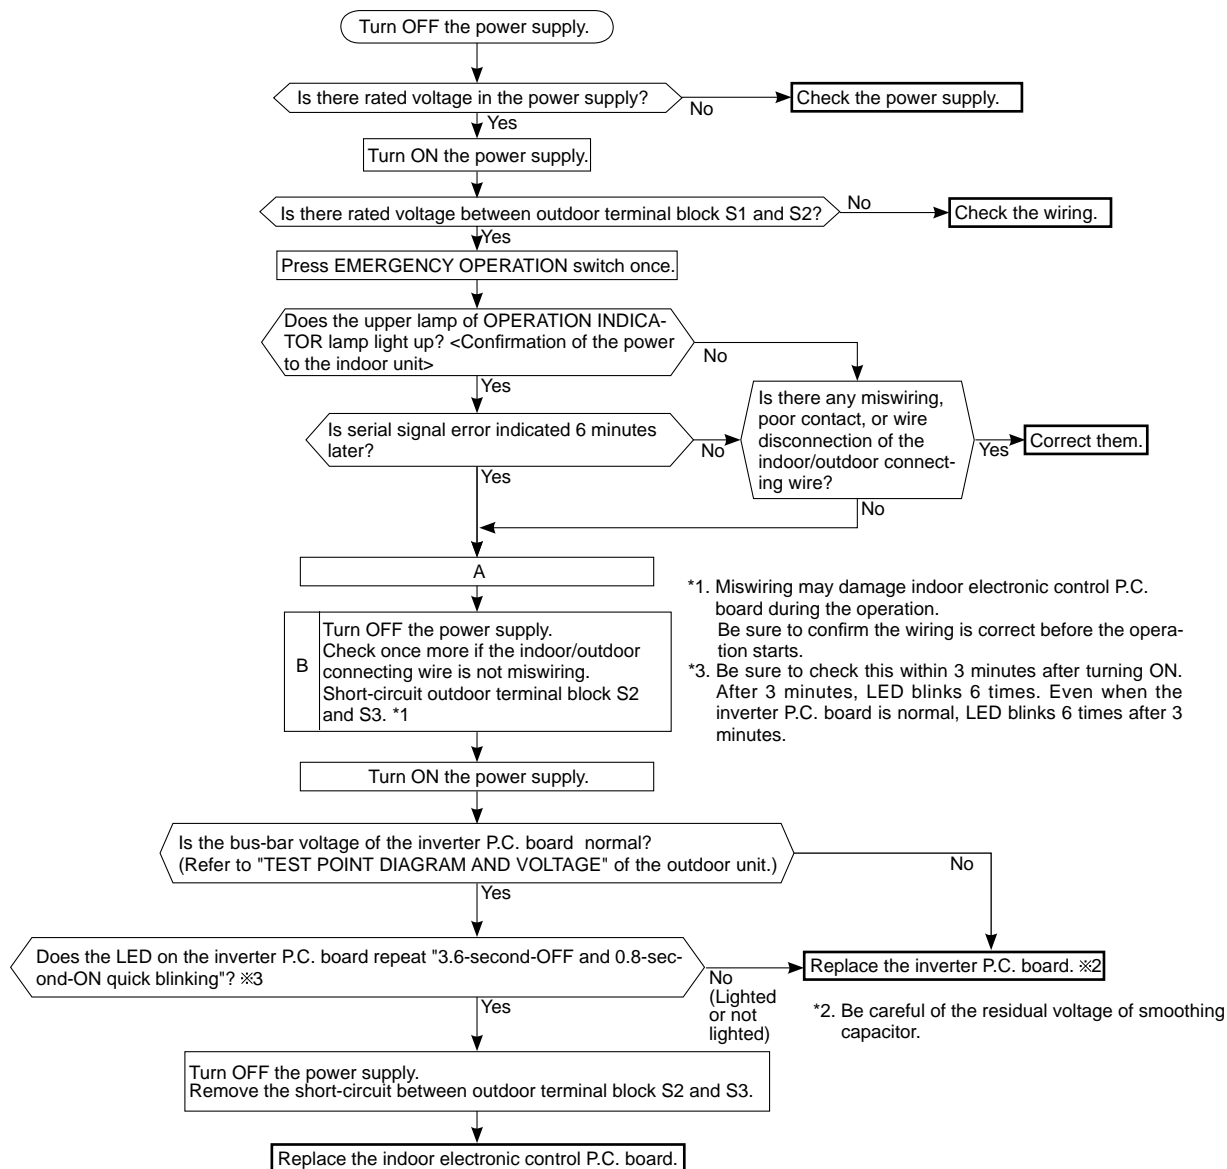 Turn OFF the power supply.
Is there rated voltage in the power supply?
No
Check the power supply.
Yes
Turn ON the power supply.
Is there rated voltage between outdoor terminal block S1 and S2?
No
Check the wiring.
Yes
Press EMERGENCY OPERATION switch once.
Does the upper lamp of OPERATION INDICA-
TOR lamp light up? <Confirmation of the power
to the indoor unit>
No
Yes
Is there any miswiring,
poor contact, or wire
disconnection of the
indoor/outdoor connect-
ing wire?
Yes
Correct them.
Is serial signal error indicated 6 minutes
later?
No
Yes
No
A
B
Turn OFF the power supply.
Check once more if the indoor/outdoor
connecting wire is not miswiring.
Short-circuit outdoor terminal block S2
and S3. *1
*1. Miswiring may damage indoor electronic control P.C.
board during the operation.
Be sure to confirm the wiring is correct before the opera-
tion starts.
*3. Be sure to check this within 3 minutes after turning ON.
After 3 minutes, LED blinks 6 times. Even when the
inverter P.C. board is normal, LED blinks 6 times after 3
minutes.
Turn ON the power supply.
Is the bus-bar voltage of the inverter P.C. board normal?
(Refer to "TEST POINT DIAGRAM AND VOLTAGE" of the outdoor unit.)
No
Yes
Does the LED on the inverter P.C. board repeat "3.6-second-OFF and 0.8-sec-
ond-ON quick blinking"? ※3
No
(Lighted
or not
lighted)
Replace the inverter P.C. board. ※2
*2. Be careful of the residual voltage of smoothing
capacitor.
Yes
Turn OFF the power supply.
Remove the short-circuit between outdoor terminal block S2 and S3.
Replace the indoor electronic control P.C. board.